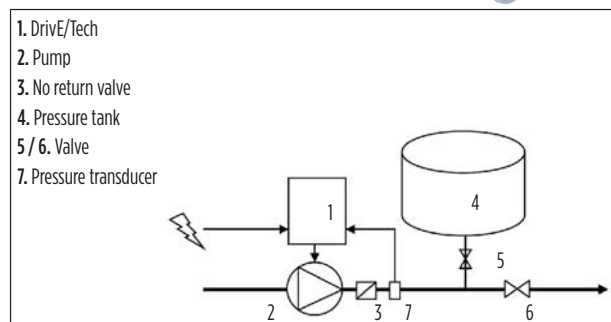 1. DrivE/Tech
2. Pump
3. No return valve
4. Pressure tank
5 / 6. Valve
7. Pressure transducer
1
4
5
2
3
7
6